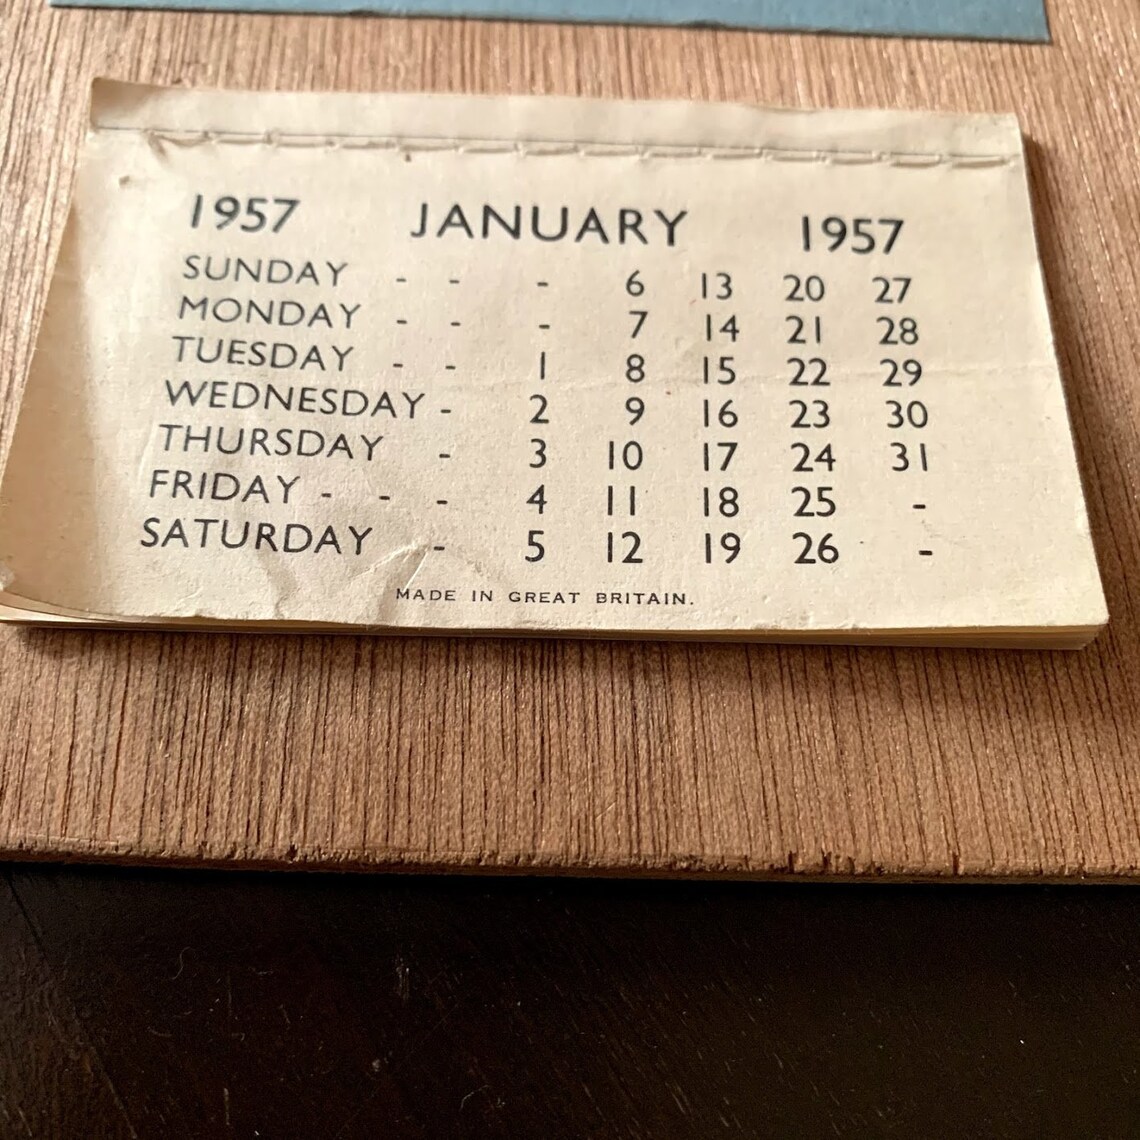 1957 JANUARY 1957
SUNDAY - - - 6 13 20 27
MONDAY - - - 7 14 21 28
TUESDAY - - 1 8 15 22 29
WEDNESDAY - 2 9 16 23 30
THURSDAY - 3 10 17 24 31
FRIDAY - - - 4 11 18 25 -
SATURDAY - 5 12 19 26 -
MADE IN GREAT BRITAIN.